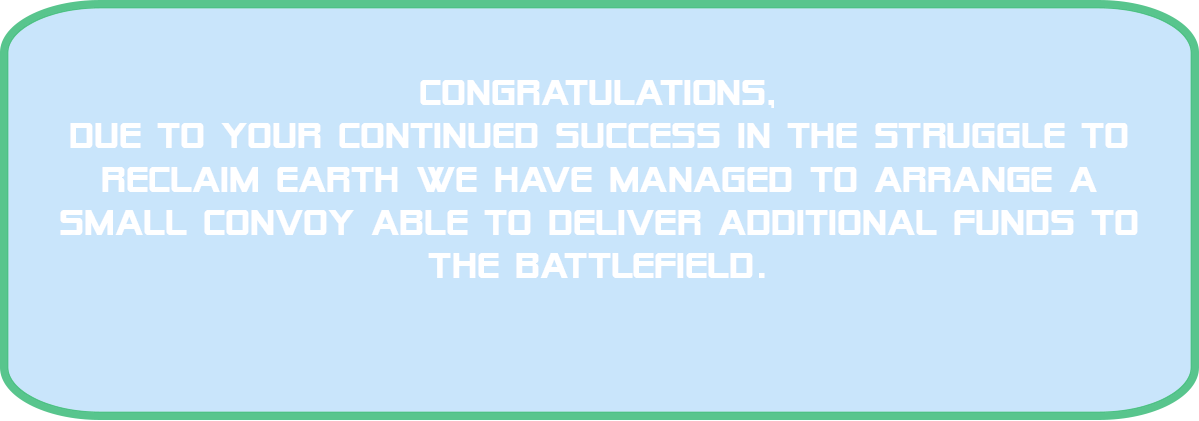 CONGRATULATIONS,
DUE TO YOUR CONTINUED SUCCESS IN THE STRUGGLE TO
RECLAIM EARTH WE HAVE MANAGED TO ARRANGE A
SMALL CONVOY ABLE TO DELIVER ADDITIONAL FUNDS TO
THE BATTLEFIELD.